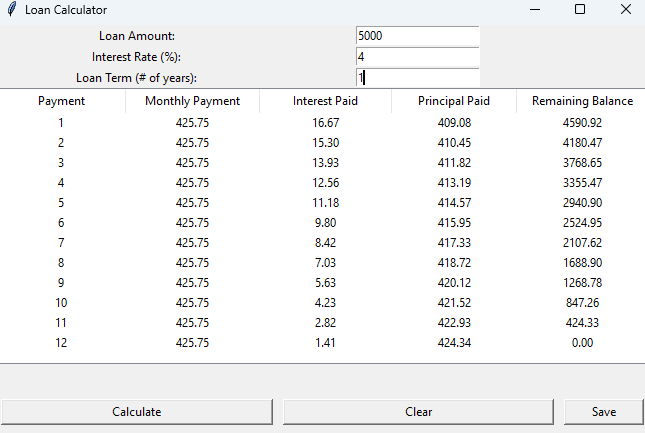 Loan Calculator
Loan Amount: 5000
Interest Rate (%): 4
Loan Term (# of years): 1
Payment Monthly Payment Interest Paid Principal Paid Remaining Balance
1 425.75 16.67 409.08 4590.92
2 425.75 15.30 410.45 4180.47
3 425.75 13.93 411.82 3768.65
4 425.75 12.56 413.19 3355.47
5 425.75 11.18 414.57 2940.90
6 425.75 9.80 415.95 2524.95
7 425.75 8.42 417.33 2107.62
8 425.75 7.03 418.72 1688.90
9 425.75 5.63 420.12 1268.78
10 425.75 4.23 421.52 847.26
11 425.75 2.82 422.93 424.33
12 425.75 1.41 424.34 0.00
Calculate Clear Save